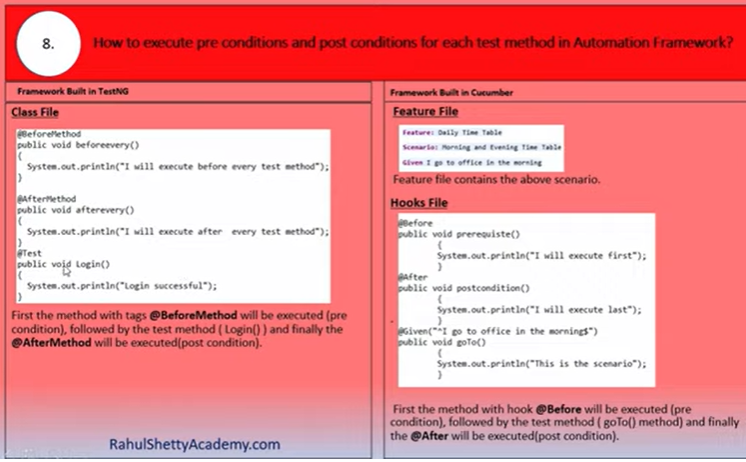 8.
How to execute pre conditions and post conditions for each test method in Automation Framework?
Framework Built in TestNG
Class File
@BeforeMethod
public void beforeevery()
{
System.out.println("I will execute before every test method");
}
@AfterMethod
public void afterevery()
{
System.out.println("I will execute after every test method");
}
@Test
public void Login()
{
System.out.println("Login successful");
}
First the method with tags @BeforeMethod will be executed (pre
condition), followed by the test method ( Login() ) and finally the
@AfterMethod will be executed(post condition).
RahulShettyAcademy.com
Framework Built in Cucumber
Feature File
Feature: Daily Time Table
Scenario: Morning and Evening Time Table
Given I go to office in the morning
Feature file contains the above scenario.
Hooks File
@Before
public void prerequiste()
{
System.out.println("I will execute first");
}
@After
public void postcondition()
{
System.out.println("I will execute last");
}
@Given("^I go to office in the morning$")
public void goTo()
{
System.out.println("This is the scenario");
}
First the method with hook @Before will be executed (pre
condition), followed by the test method ( goTo() method) and finally
the @After will be executed(post condition).